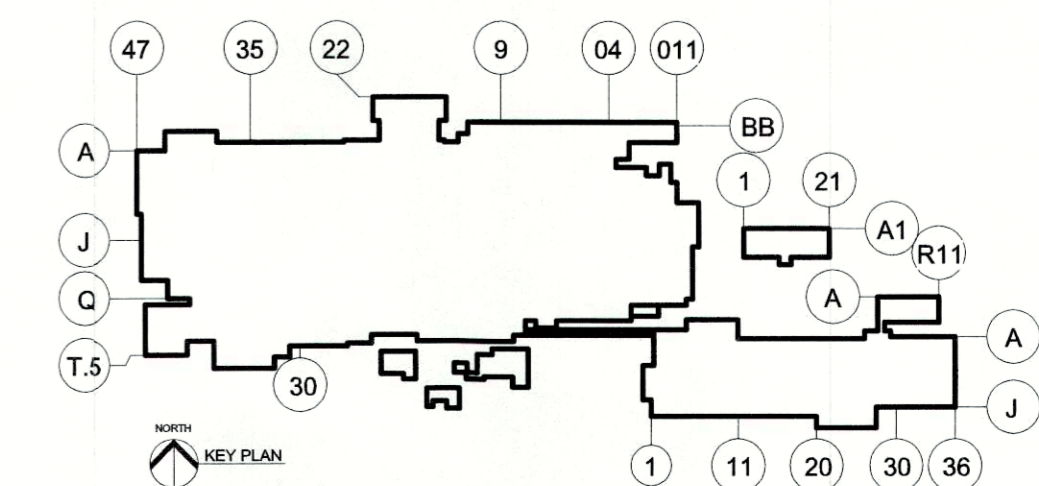 47 35 22 9 04 011
A BB
1 21
J A1
R11
Q A
T.5 30 A
J
NORTH
KEY PLAN
1 11 20 30 36